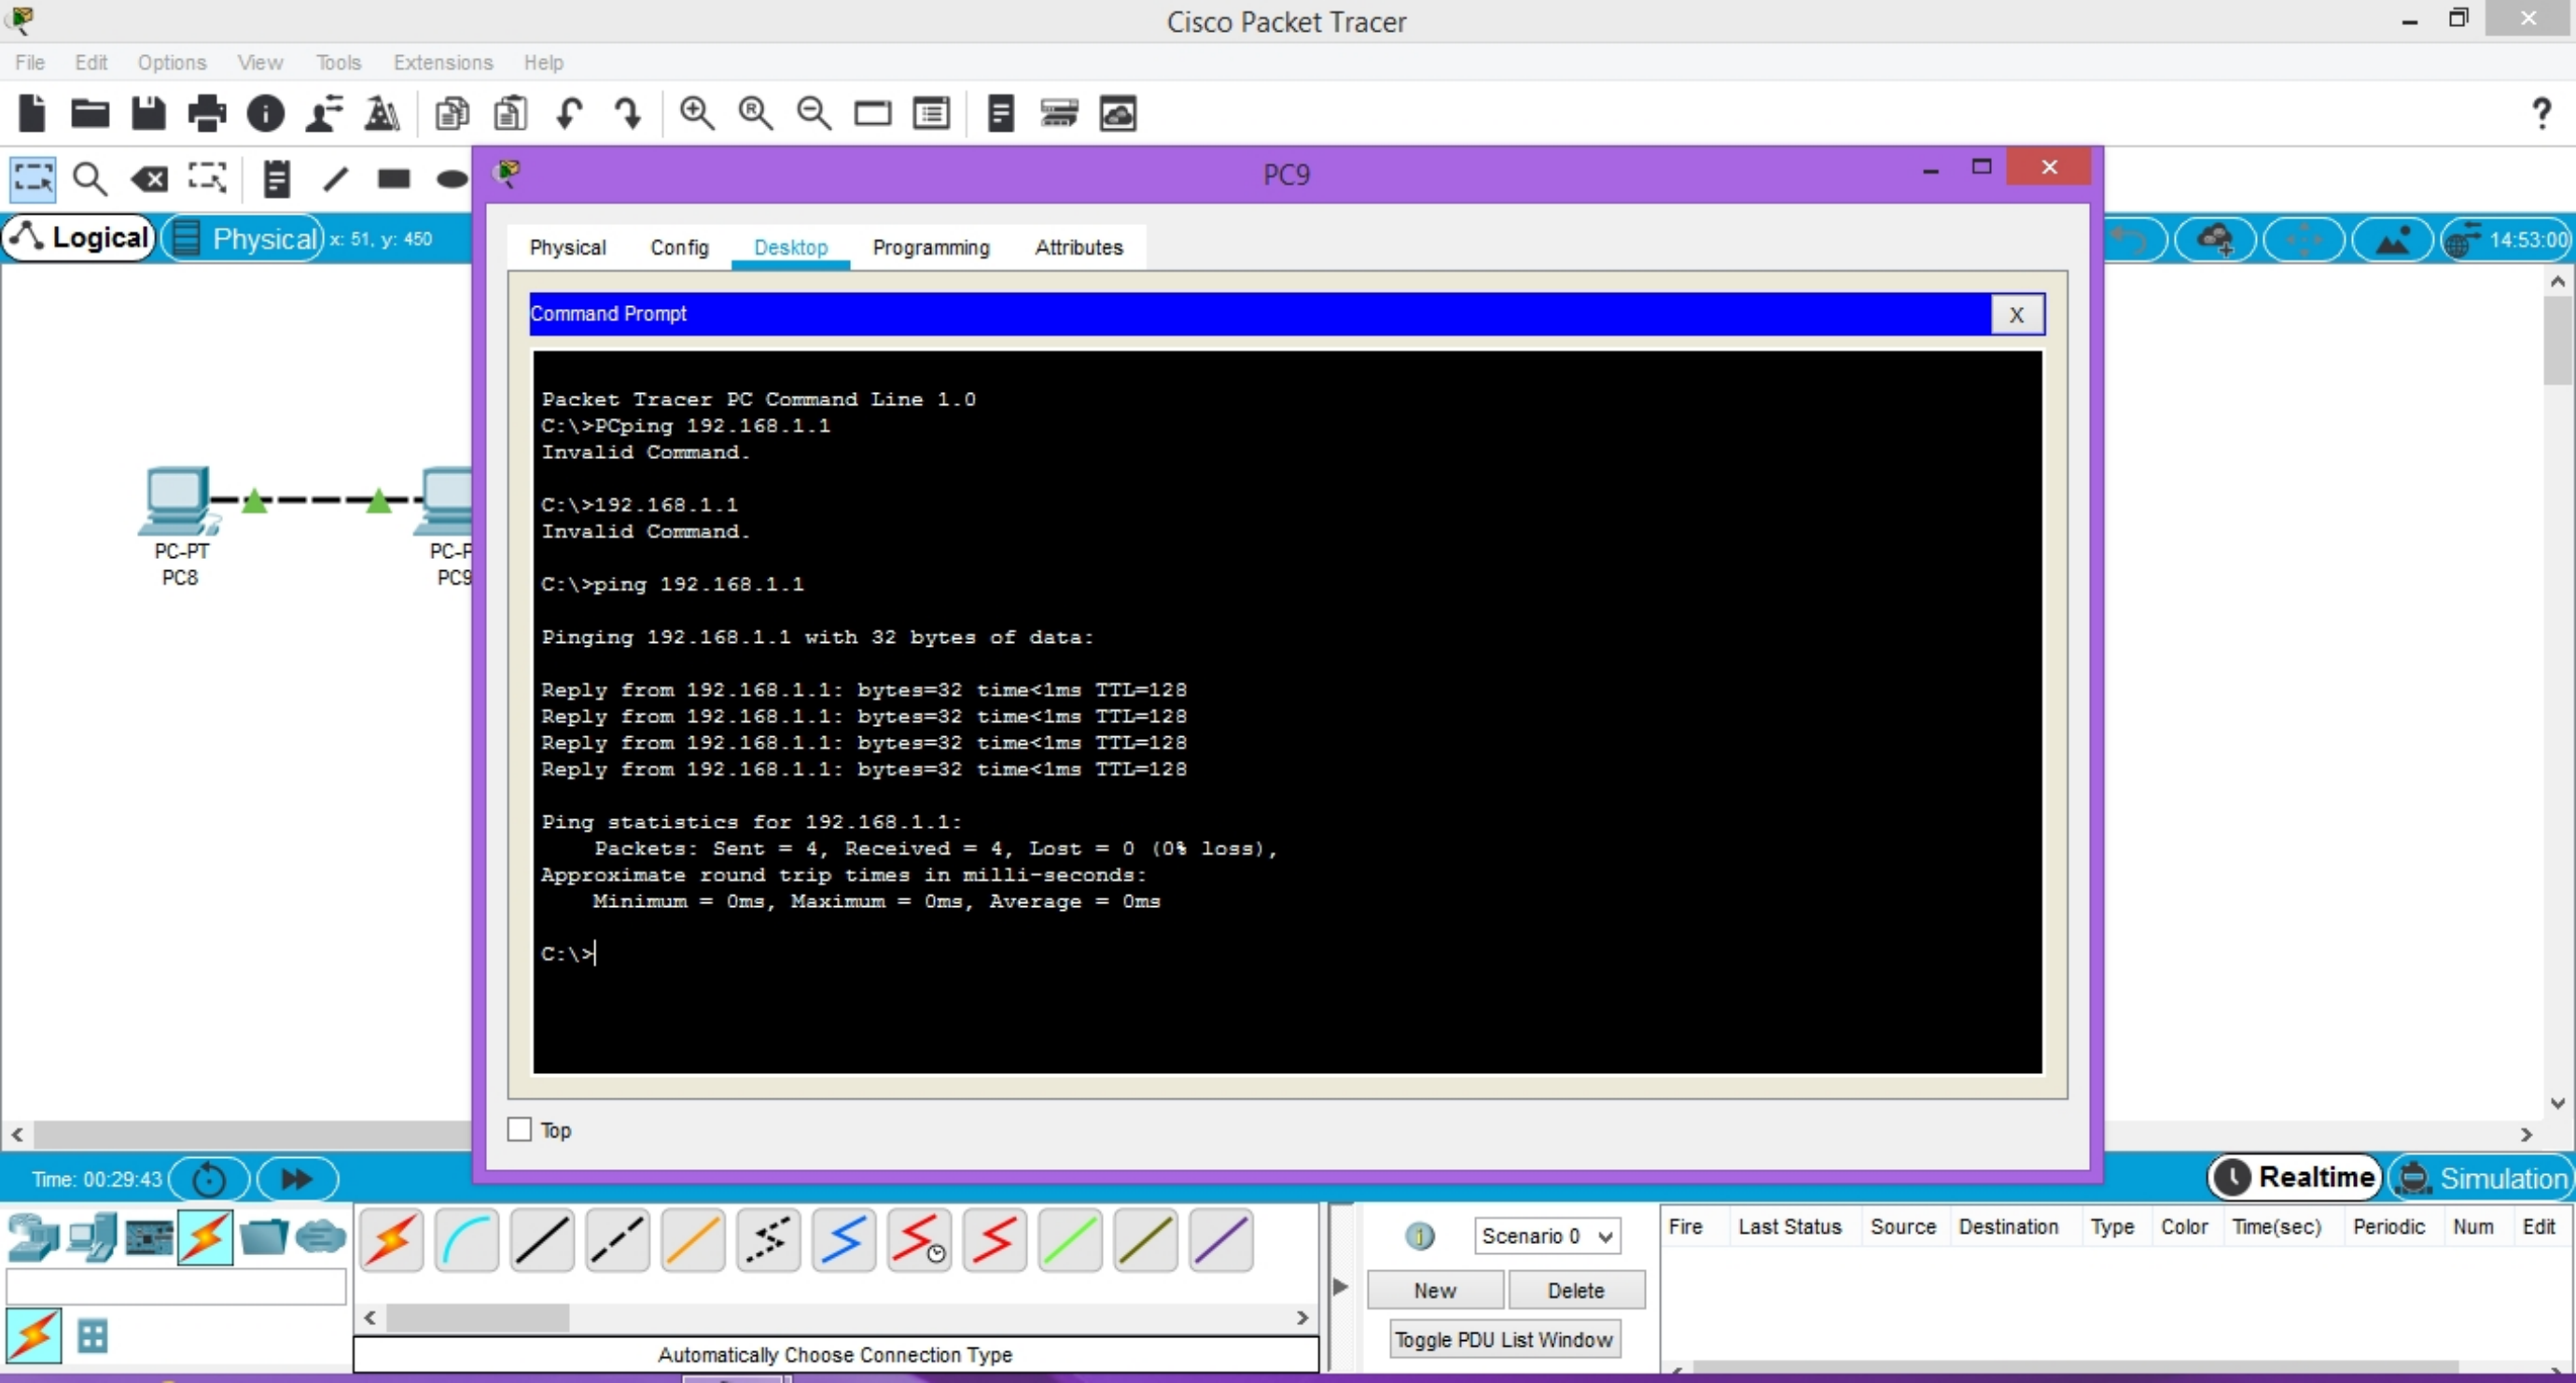 Cisco Packet Tracer
File Edit Options View Tools Extensions Help
Logical Physical x: 51, y: 450
14:53:00
PC9
Physical Config Desktop Programming Attributes
Command Prompt X
Packet Tracer PC Command Line 1.0
C:\>PCping 192.168.1.1
Invalid Command.
C:\>192.168.1.1
Invalid Command.
C:\>ping 192.168.1.1
Pinging 192.168.1.1 with 32 bytes of data:
Reply from 192.168.1.1: bytes=32 time<1ms TTL=128
Reply from 192.168.1.1: bytes=32 time<1ms TTL=128
Reply from 192.168.1.1: bytes=32 time<1ms TTL=128
Reply from 192.168.1.1: bytes=32 time<1ms TTL=128
Ping statistics for 192.168.1.1:
Packets: Sent = 4, Received = 4, Lost = 0 (0% loss),
Approximate round trip times in milli-seconds:
Minimum = 0ms, Maximum = 0ms, Average = 0ms
C:\>
Top
PC-PT
PC8
PC-P
PC9
Time: 00:29:43
Realtime Simulation
Scenario 0
New Delete
Toggle PDU List Window
Fire Last Status Source Destination Type Color Time(sec) Periodic Num Edit
Automatically Choose Connection Type